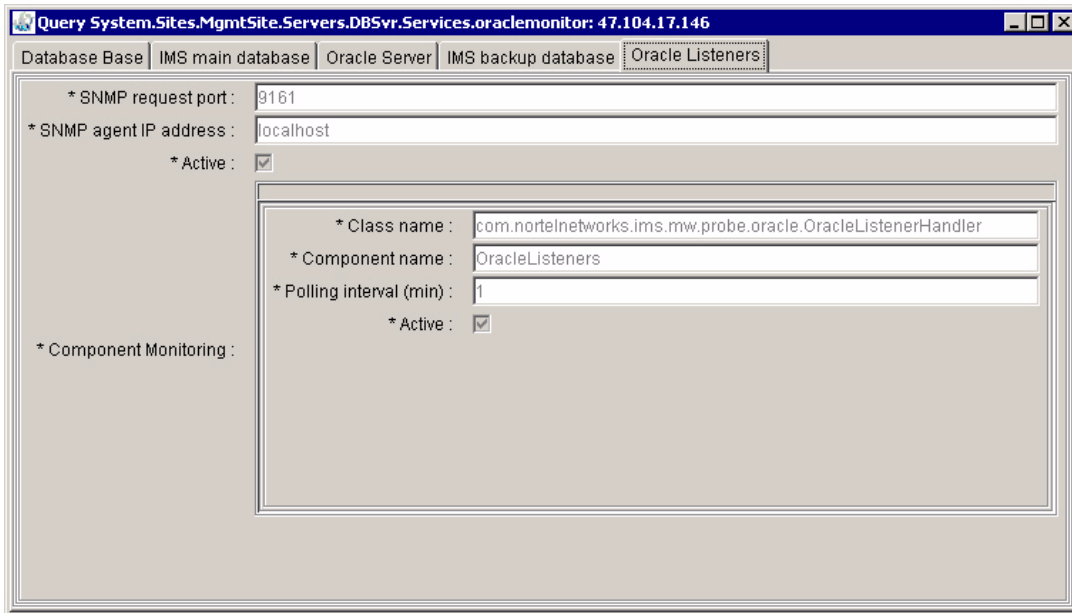 Query System.Sites.MgmtSite.Servers.DBSvr.Services.oraclemonitor: 47.104.17.146
Database Base IMS main database Oracle Server IMS backup database Oracle Listeners
* SNMP request port : 9161
* SNMP agent IP address : localhost
* Active :
* Class name : com.nortelnetworks.ims.mw.probe.oracle.OracleListenerHandler
* Component name : OracleListeners
* Polling interval (min) : 1
* Active :
* Component Monitoring :